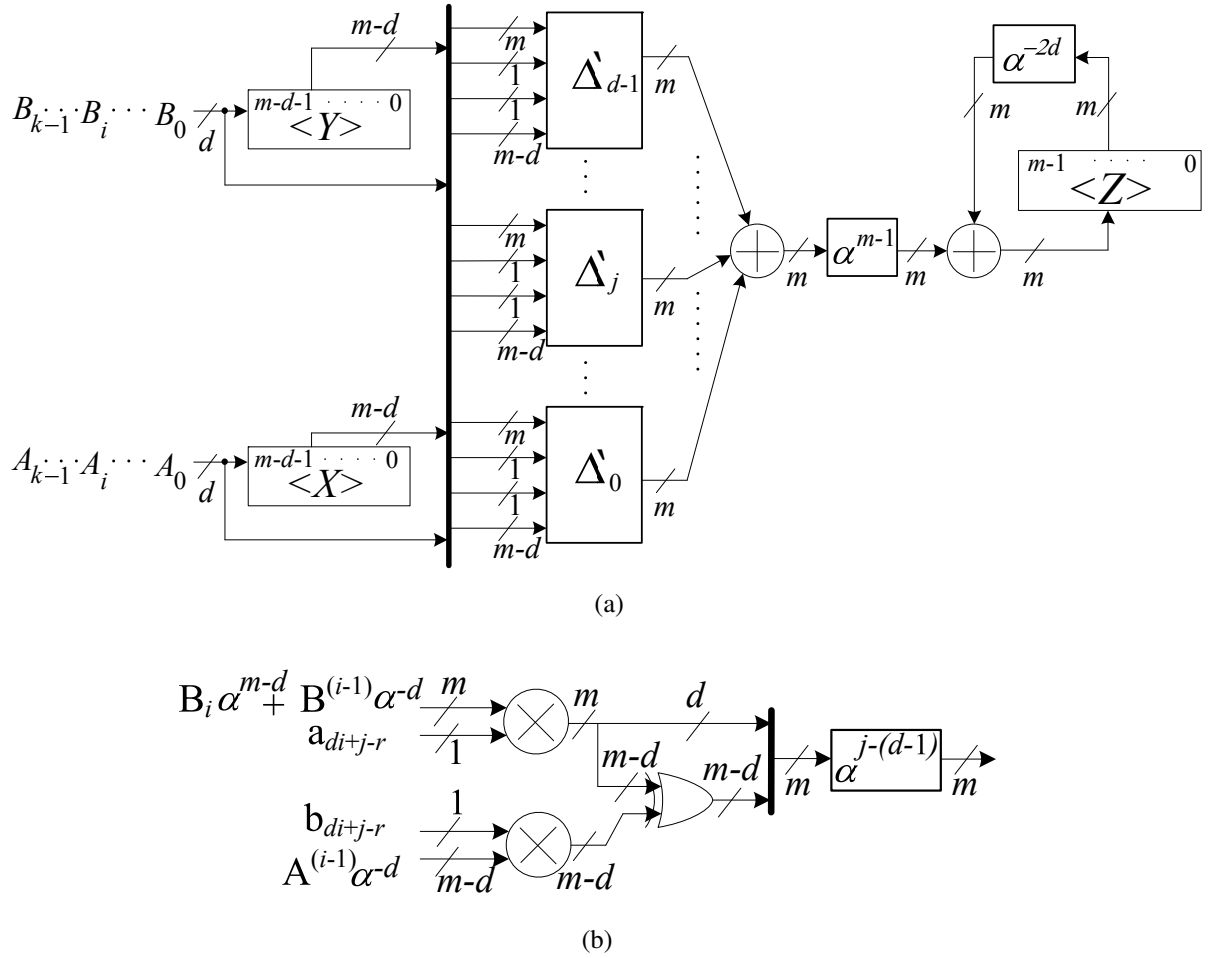 m-d
B_{k-1} ··· B_i ··· B_0
d
m-d-1 ···· 0
<Y>
m
1
1
m-d
Δ̀_{d-1}
m
α^{-2d}
m
m
m-1 ···· 0
<Z>
m
1
1
m-d
Δ̀_j
m
m
α^{m-1}
m
m
m-d
A_{k-1} ··· A_i ··· A_0
d
m-d-1 ···· 0
<X>
m
1
1
m-d
Δ̀_0
m
(a)
B_i α^{m-d} + B^{(i-1)} α^{-d}
m
a_{di+j-r}
1
m
d
m-d
m-d
b_{di+j-r}
1
A^{(i-1)} α^{-d}
m-d
m-d
m
α^{j-(d-1)}
m
(b)